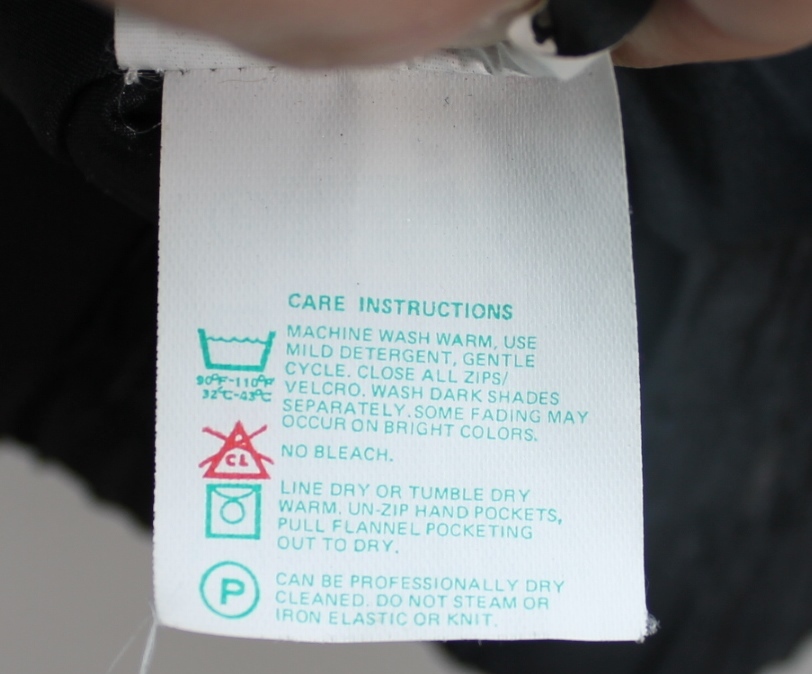 CARE INSTRUCTIONS
MACHINE WASH WARM, USE
MILD DETERGENT, GENTLE
CYCLE. CLOSE ALL ZIPS/
VELCRO. WASH DARK SHADES
SEPARATELY. SOME FADING MAY
OCCUR ON BRIGHT COLORS.
90°F-110°F
32°C-43°C
CL
NO BLEACH.
LINE DRY OR TUMBLE DRY
WARM. UN-ZIP HAND POCKETS,
PULL FLANNEL POCKETING
OUT TO DRY.
P
CAN BE PROFESSIONALLY DRY
CLEANED. DO NOT STEAM OR
IRON ELASTIC OR KNIT.